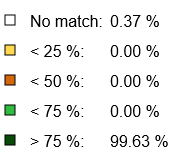 No match: 0.37 %
< 25 %: 0.00 %
< 50 %: 0.00 %
< 75 %: 0.00 %
> 75 %: 99.63 %